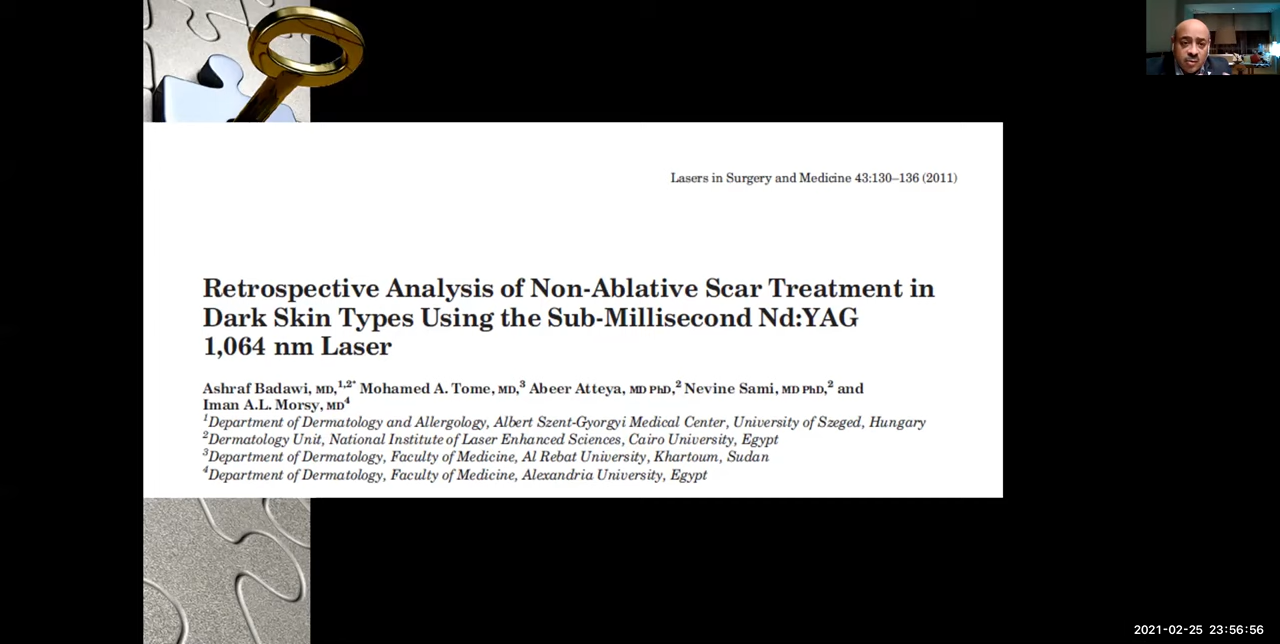 Lasers in Surgery and Medicine 43:130–136 (2011)
Retrospective Analysis of Non-Ablative Scar Treatment in
Dark Skin Types Using the Sub-Millisecond Nd:YAG
1,064 nm Laser
Ashraf Badawi, MD,1,2* Mohamed A. Tome, MD,3 Abeer Atteya, MD PhD,2 Nevine Sami, MD PhD,2 and
Iman A.L. Morsy, MD4
1Department of Dermatology and Allergology, Albert Szent-Gyorgyi Medical Center, University of Szeged, Hungary
2Dermatology Unit, National Institute of Laser Enhanced Sciences, Cairo University, Egypt
3Department of Dermatology, Faculty of Medicine, Al Rebat University, Khartoum, Sudan
4Department of Dermatology, Faculty of Medicine, Alexandria University, Egypt
2021-02-25 23:56:56